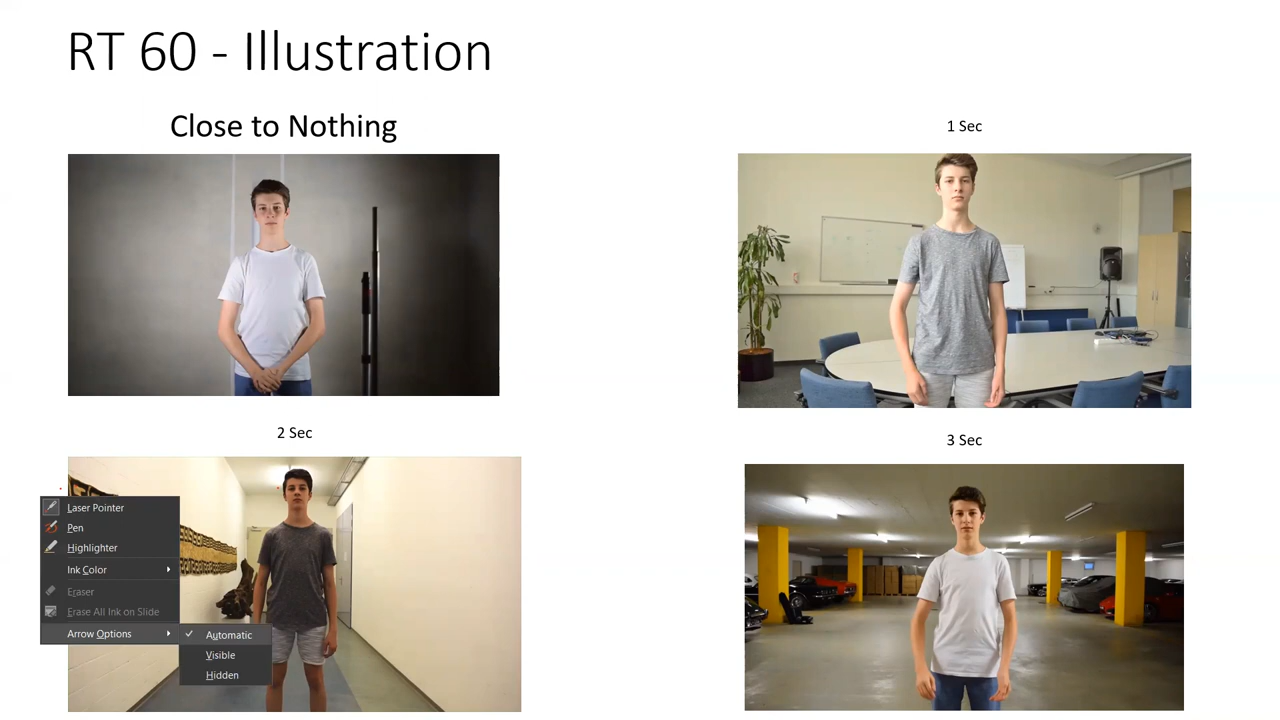 RT 60 - Illustration
Close to Nothing
1 Sec
2 Sec
3 Sec
Laser Pointer
Pen
Highlighter
Ink Color
Eraser
Erase All Ink on Slide
Arrow Options
Automatic
Visible
Hidden